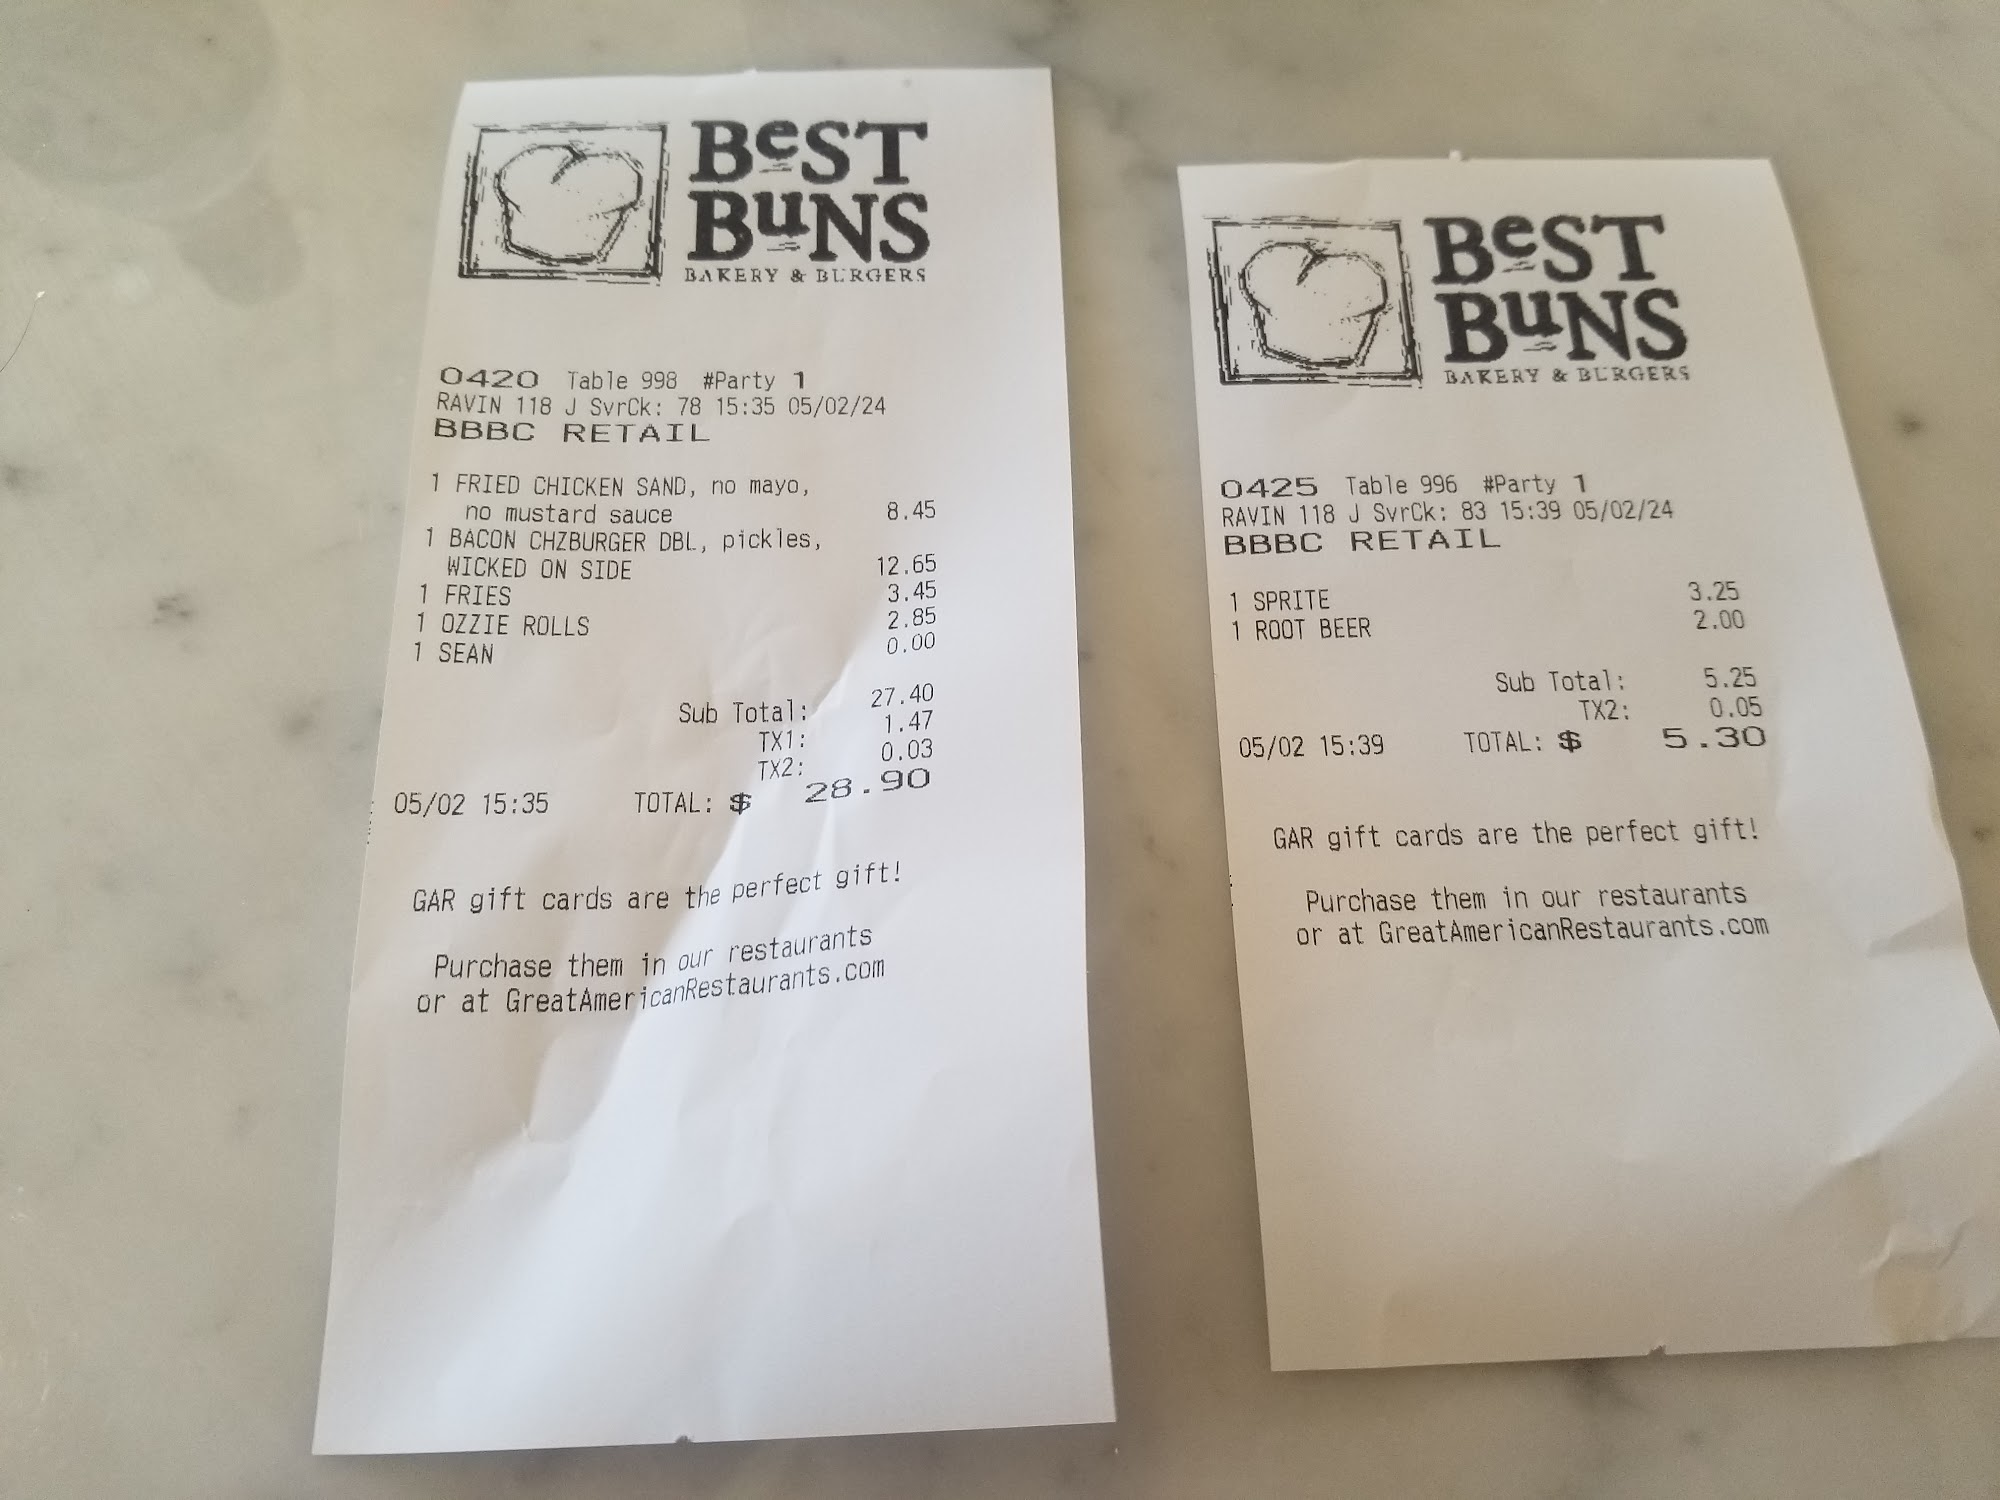 BeST
BuNS
BAKERY & BURGERS
0420 Table 998 #Party 1
RAVIN 118 J SvrCk: 78 15:35 05/02/24
BBBC RETAIL
1 FRIED CHICKEN SAND, no mayo,
no mustard sauce 8.45
1 BACON CHZBURGER DBL, pickles,
WICKED ON SIDE 12.65
1 FRIES 3.45
1 OZZIE ROLLS 2.85
1 SEAN 0.00
Sub Total: 27.40
TX1: 1.47
TX2: 0.03
05/02 15:35 TOTAL: $ 28.90
GAR gift cards are the perfect gift!
Purchase them in our restaurants
or at GreatAmericanRestaurants.com
BeST
BuNS
BAKERY & BURGERS
0425 Table 996 #Party 1
RAVIN 118 J SvrCk: 83 15:39 05/02/24
BBBC RETAIL
1 SPRITE 3.25
1 ROOT BEER 2.00
Sub Total: 5.25
TX2: 0.05
05/02 15:39 TOTAL: $ 5.30
GAR gift cards are the perfect gift!
Purchase them in our restaurants
or at GreatAmericanRestaurants.com